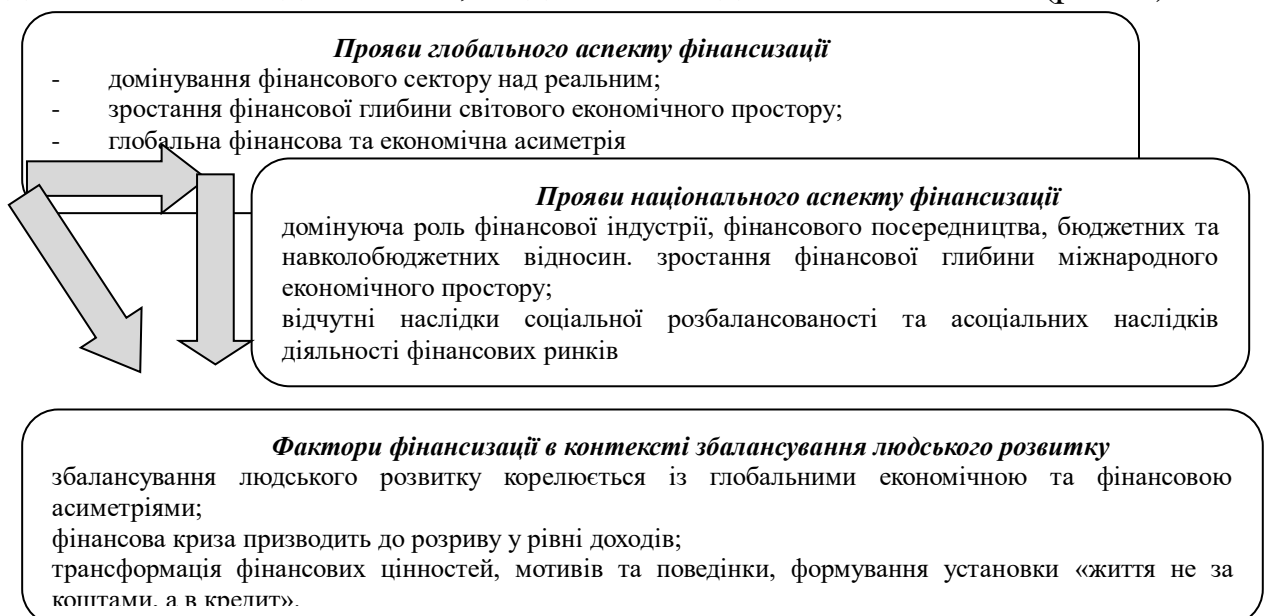 Прояви глобального аспекту фінансизації
- домінування фінансового сектору над реальним;
- зростання фінансової глибини світового економічного простору;
- глобальна фінансова та економічна асиметрія
Прояви національного аспекту фінансизації
домінуюча роль фінансової індустрії, фінансового посередництва, бюджетних та
навколобюджетних відносин. зростання фінансової глибини міжнародного
економічного простору;
відчутні наслідки соціальної розбалансованості та асоціальних наслідків
діяльності фінансових ринків
Фактори фінансизації в контексті збалансування людського розвитку
збалансування людського розвитку корелюється із глобальними економічною та фінансовою
асиметріями;
фінансова криза призводить до розриву у рівні доходів;
трансформація фінансових цінностей, мотивів та поведінки, формування установки «життя не за
коштами, а в кредит».